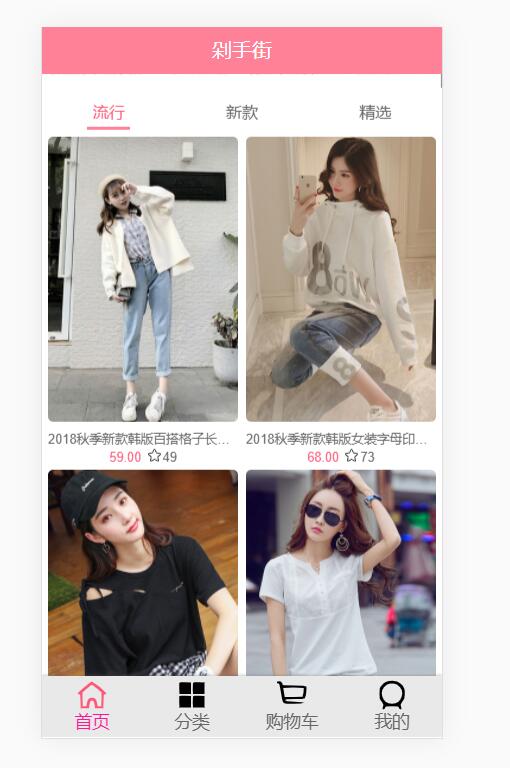 剁手街
流行 新款 精选
2018秋季新款韩版百搭格子长... 2018秋季新款韩版女装字母印...
59.00 49 68.00 73
首页 分类 购物车 我的